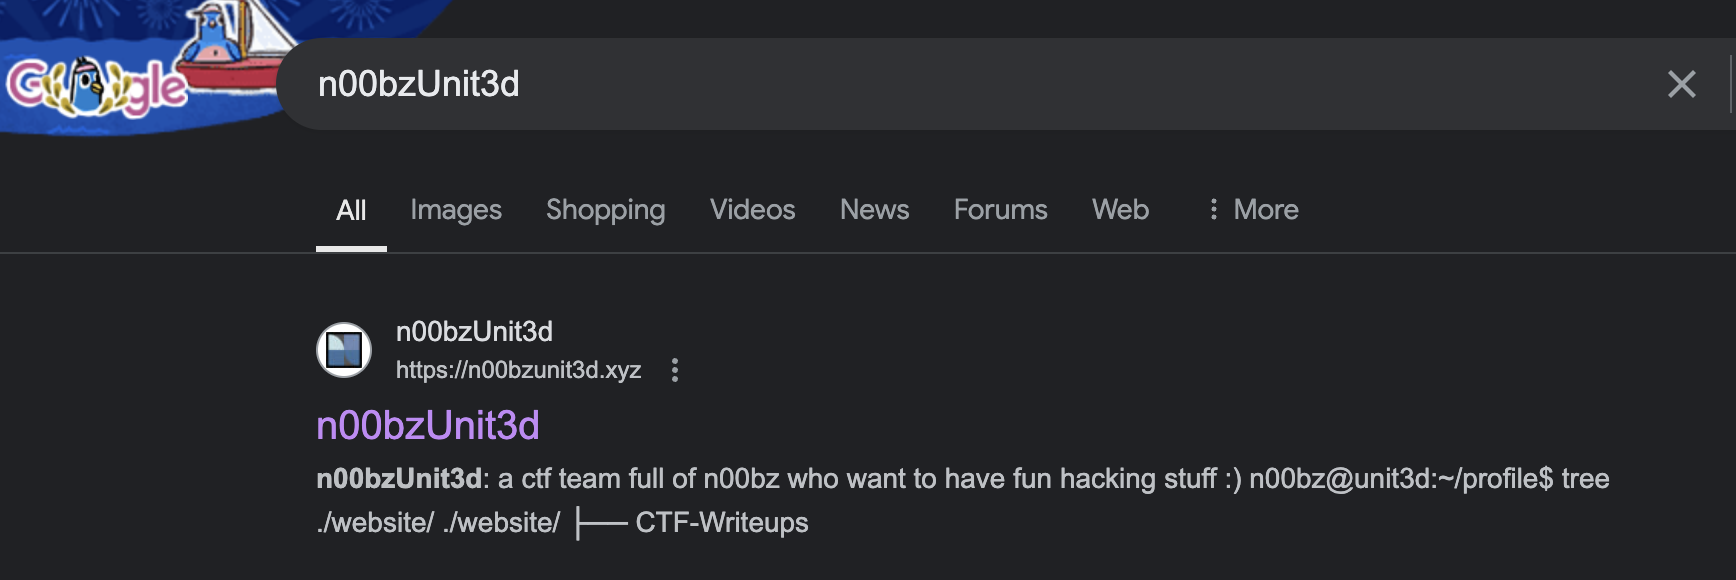 Google
n00bzUnit3d
All Images Shopping Videos News Forums Web More
n00bzUnit3d
https://n00bzunit3d.xyz
n00bzUnit3d
n00bzUnit3d: a ctf team full of n00bz who want to have fun hacking stuff :) n00bz@unit3d:~/profile$ tree
./website/ ./website/ ├── CTF-Writeups